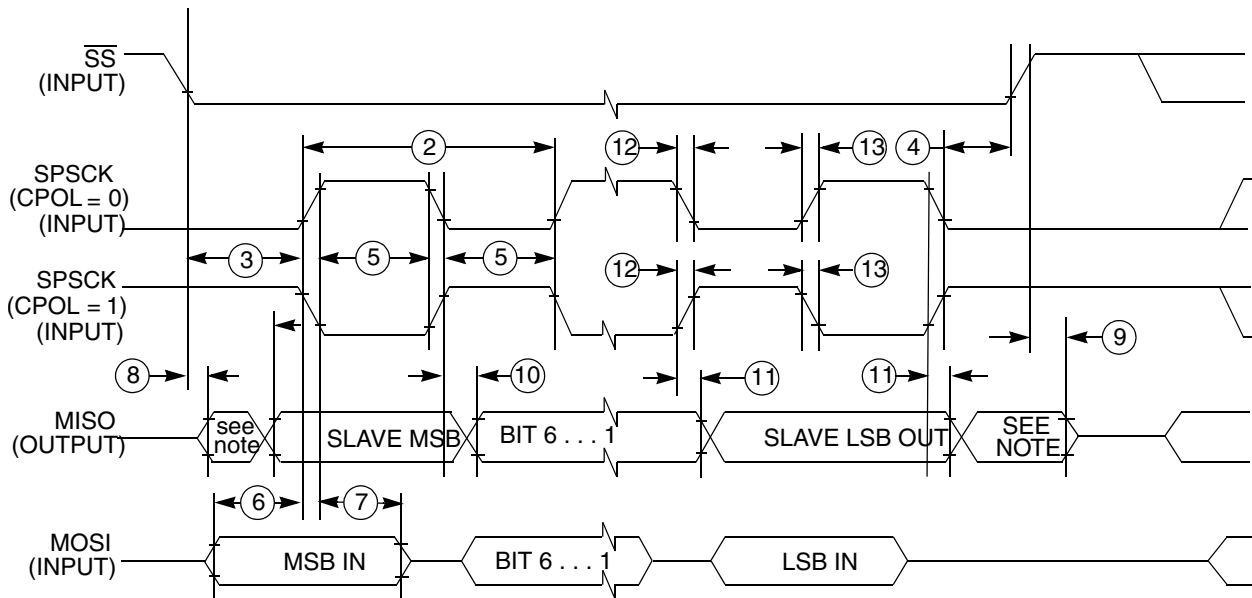 SS
(INPUT)
2
12
13
4
SPSCK
(CPOL = 0)
(INPUT)
3
5
5
12
13
SPSCK
(CPOL = 1)
(INPUT)
8
10
11
11
9
MISO
(OUTPUT)
see
note
SLAVE MSB
BIT 6 . . . 1
SLAVE LSB OUT
SEE
NOTE
6
7
MOSI
(INPUT)
MSB IN
BIT 6 . . . 1
LSB IN